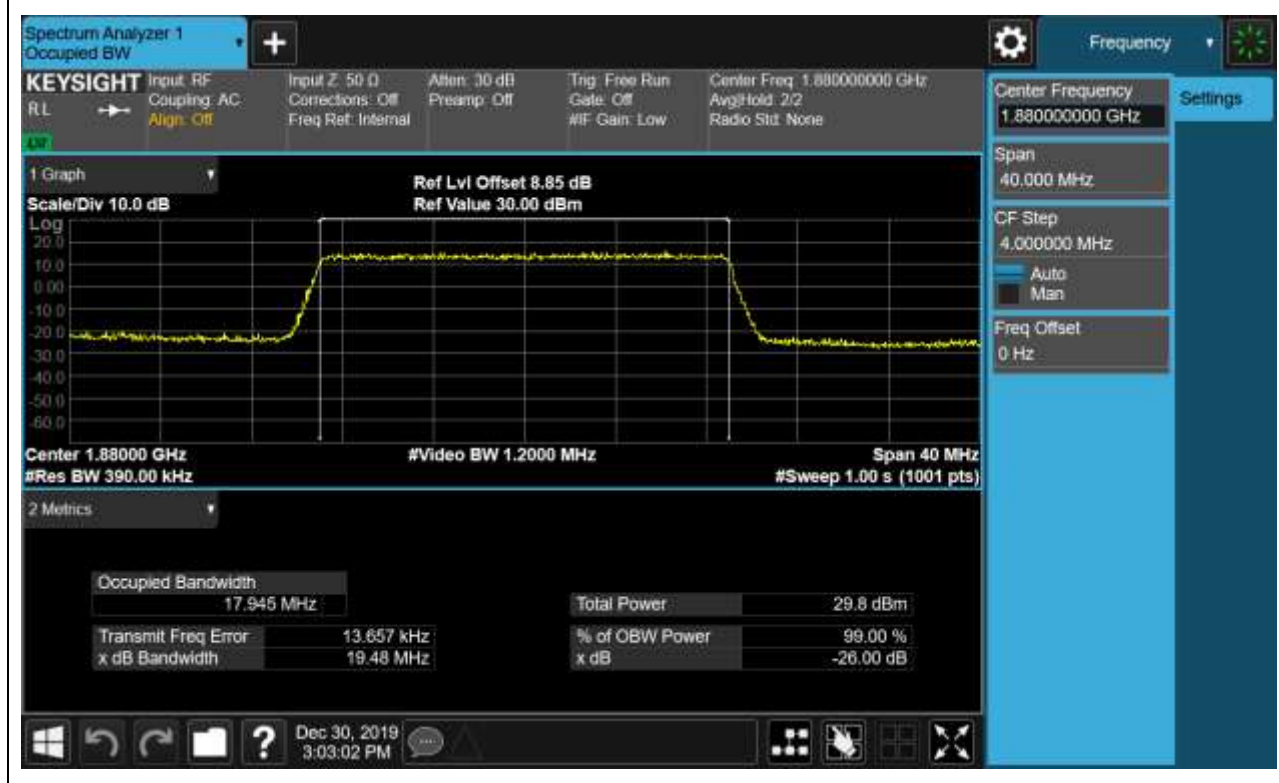 Spectrum Analyzer 1
Occupied BW
Frequency
KEYSIGHT
RL
Input: RF
Coupling: AC
Align: Off
Input Z: 50 Ω
Corrections: Off
Freq Ref: Internal
Atten: 30 dB
Preamp: Off
Trig: Free Run
Gate: Off
#IF Gain: Low
Center Freq: 1.880000000 GHz
Avg|Hold: 2/2
Radio Std: None
Center Frequency
1.880000000 GHz
Settings
Span
40.000 MHz
CF Step
4.000000 MHz
Auto
Man
Freq Offset
0 Hz
1 Graph
Scale/Div 10.0 dB
Ref Lvl Offset 8.85 dB
Ref Value 30.00 dBm
Log
20.0
10.0
0.00
-10.0
-20.0
-30.0
-40.0
-50.0
-60.0
Center 1.88000 GHz
#Video BW 1.2000 MHz
Span 40 MHz
#Res BW 390.00 kHz
#Sweep 1.00 s (1001 pts)
2 Metrics
Occupied Bandwidth
17.945 MHz
Total Power 29.8 dBm
Transmit Freq Error 13.657 kHz
% of OBW Power 99.00 %
x dB Bandwidth 19.48 MHz
x dB -26.00 dB
?
Dec 30, 2019
3:03:02 PM